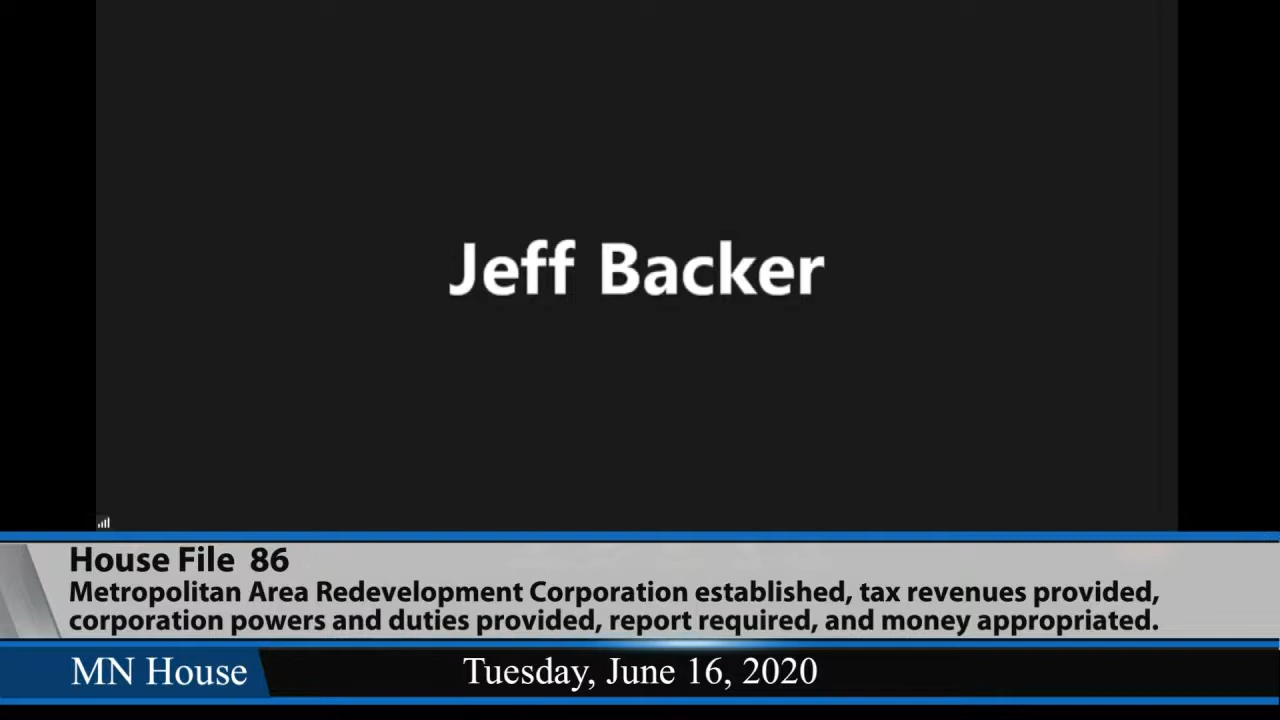 Jeff Backer
House File 86
Metropolitan Area Redevelopment Corporation established, tax revenues provided,
corporation powers and duties provided, report required, and money appropriated.
MN House
Tuesday, June 16, 2020